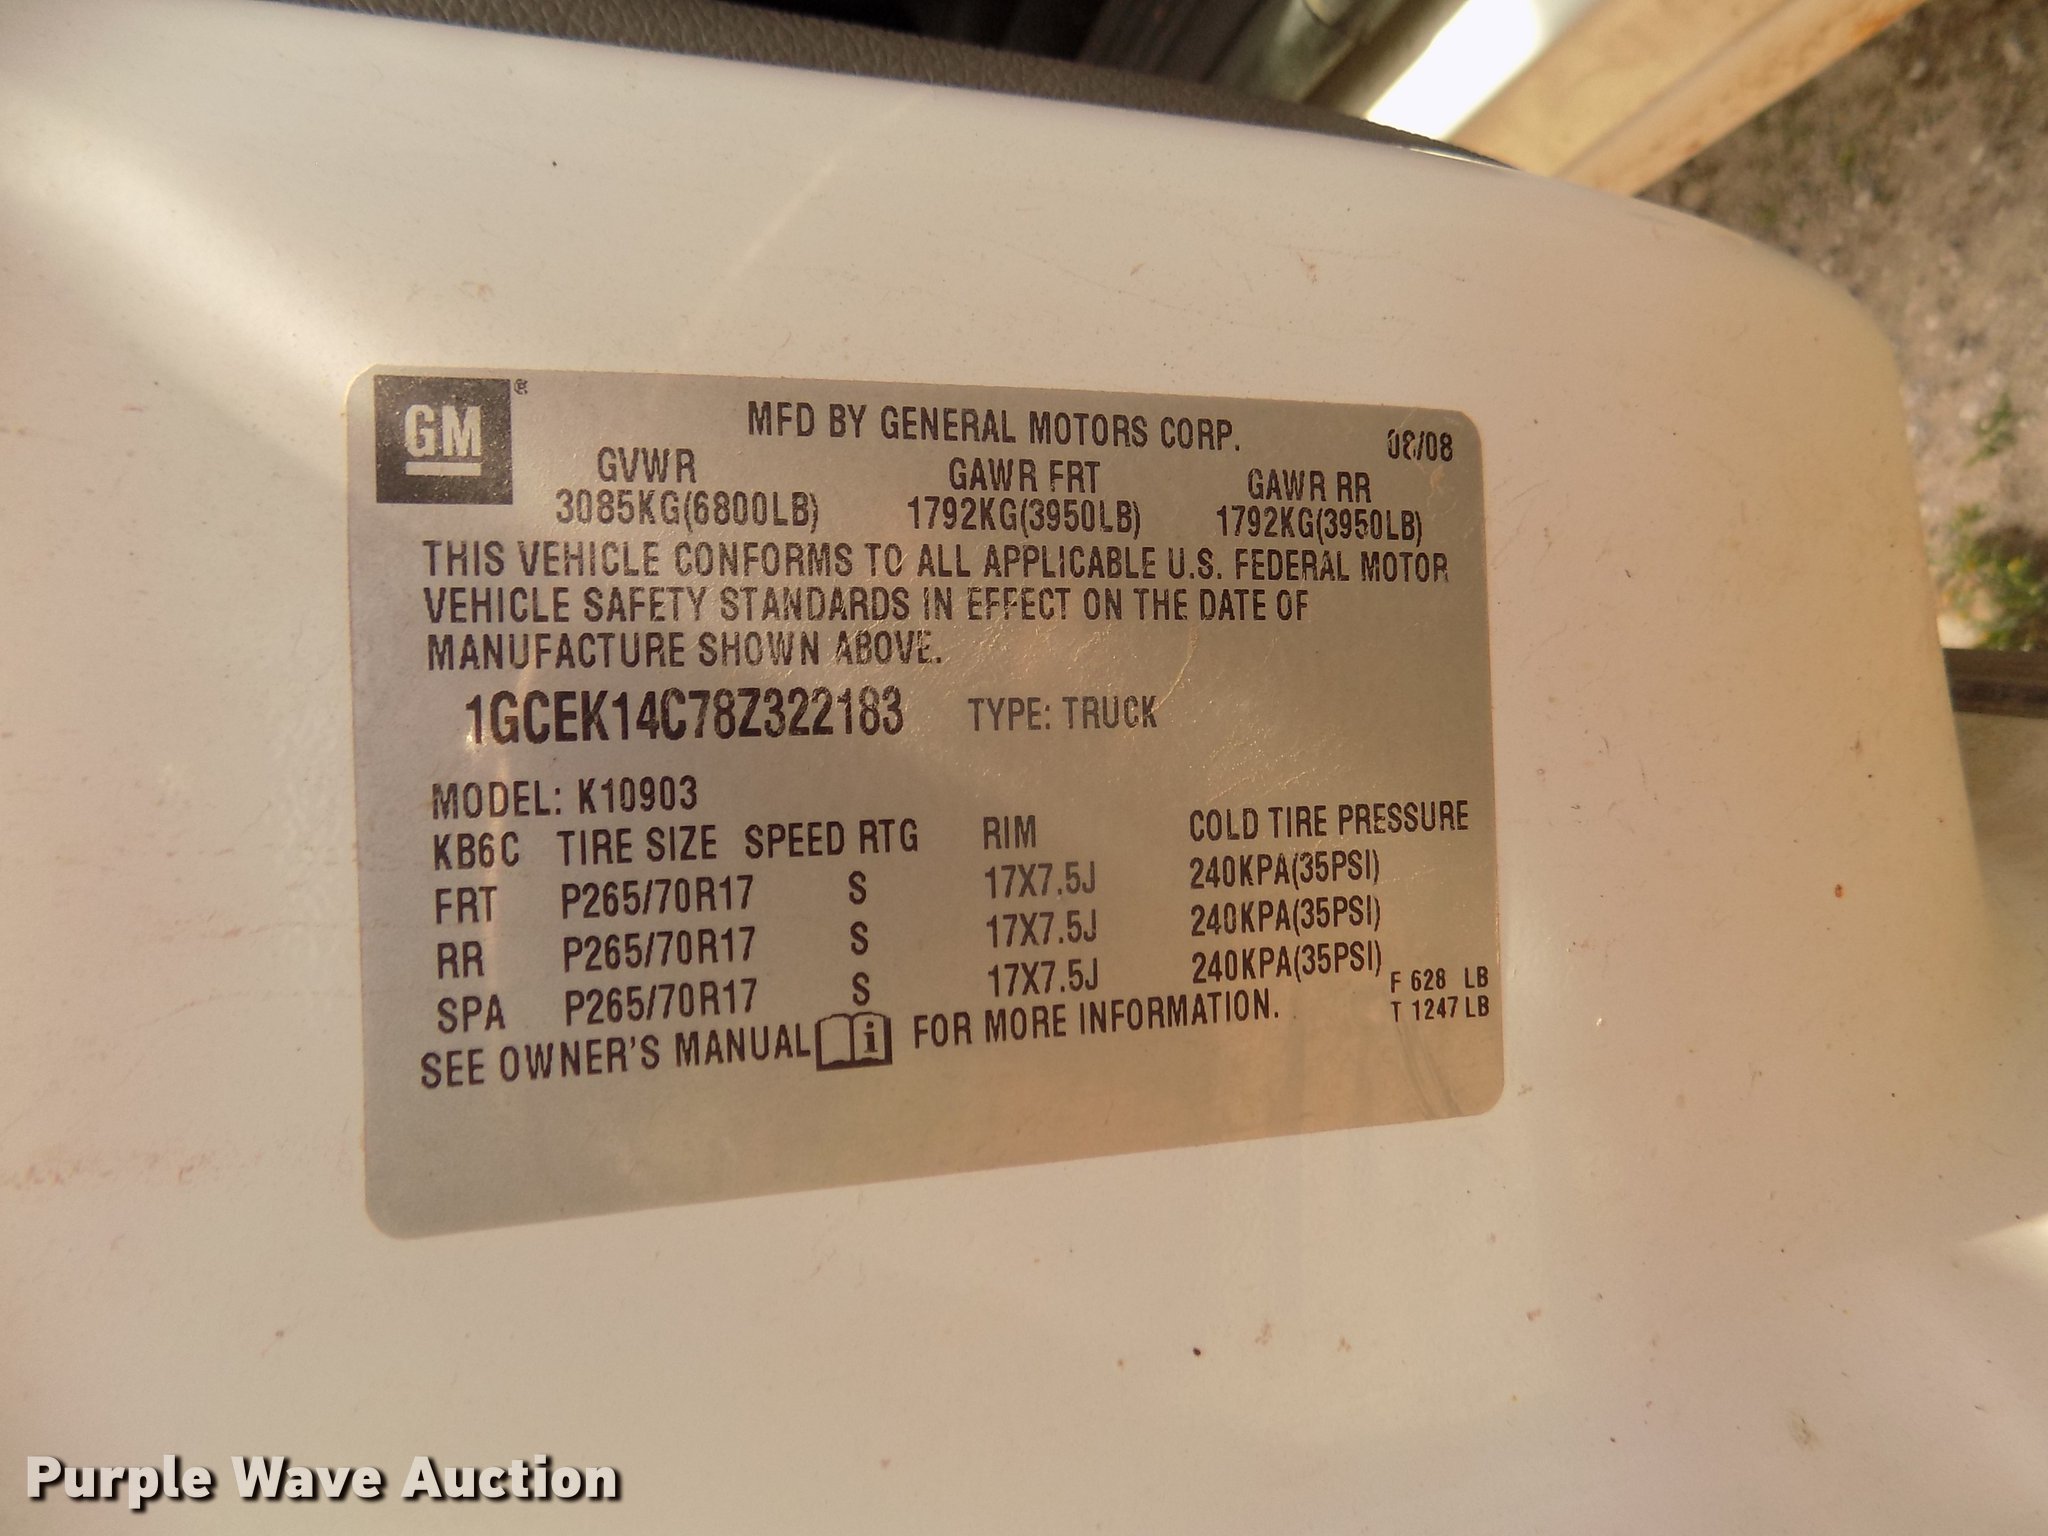 GM®
MFD BY GENERAL MOTORS CORP. 08/08
GVWR GAWR FRT GAWR RR
3085KG(6800LB) 1792KG(3950LB) 1792KG(3950LB)
THIS VEHICLE CONFORMS TO ALL APPLICABLE U.S. FEDERAL MOTOR
VEHICLE SAFETY STANDARDS IN EFFECT ON THE DATE OF
MANUFACTURE SHOWN ABOVE.
1GCEK14C78Z322183 TYPE: TRUCK
MODEL: K10903
KB6C TIRE SIZE SPEED RTG RIM COLD TIRE PRESSURE
FRT P265/70R17 S 17X7.5J 240KPA(35PSI)
RR P265/70R17 S 17X7.5J 240KPA(35PSI)
SPA P265/70R17 S 17X7.5J 240KPA(35PSI)
F 628 LB
T 1247 LB
SEE OWNER'S MANUAL i FOR MORE INFORMATION.
Purple Wave Auction